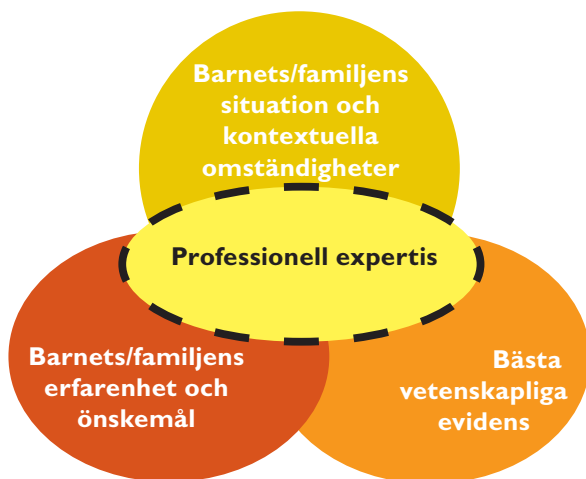 Barnets/familjens
situation och
kontextuella
omständigheter
Professionell expertis
Barnets/familjens
erfarenhet och
önskemål
Bästa
vetenskapliga
evidens